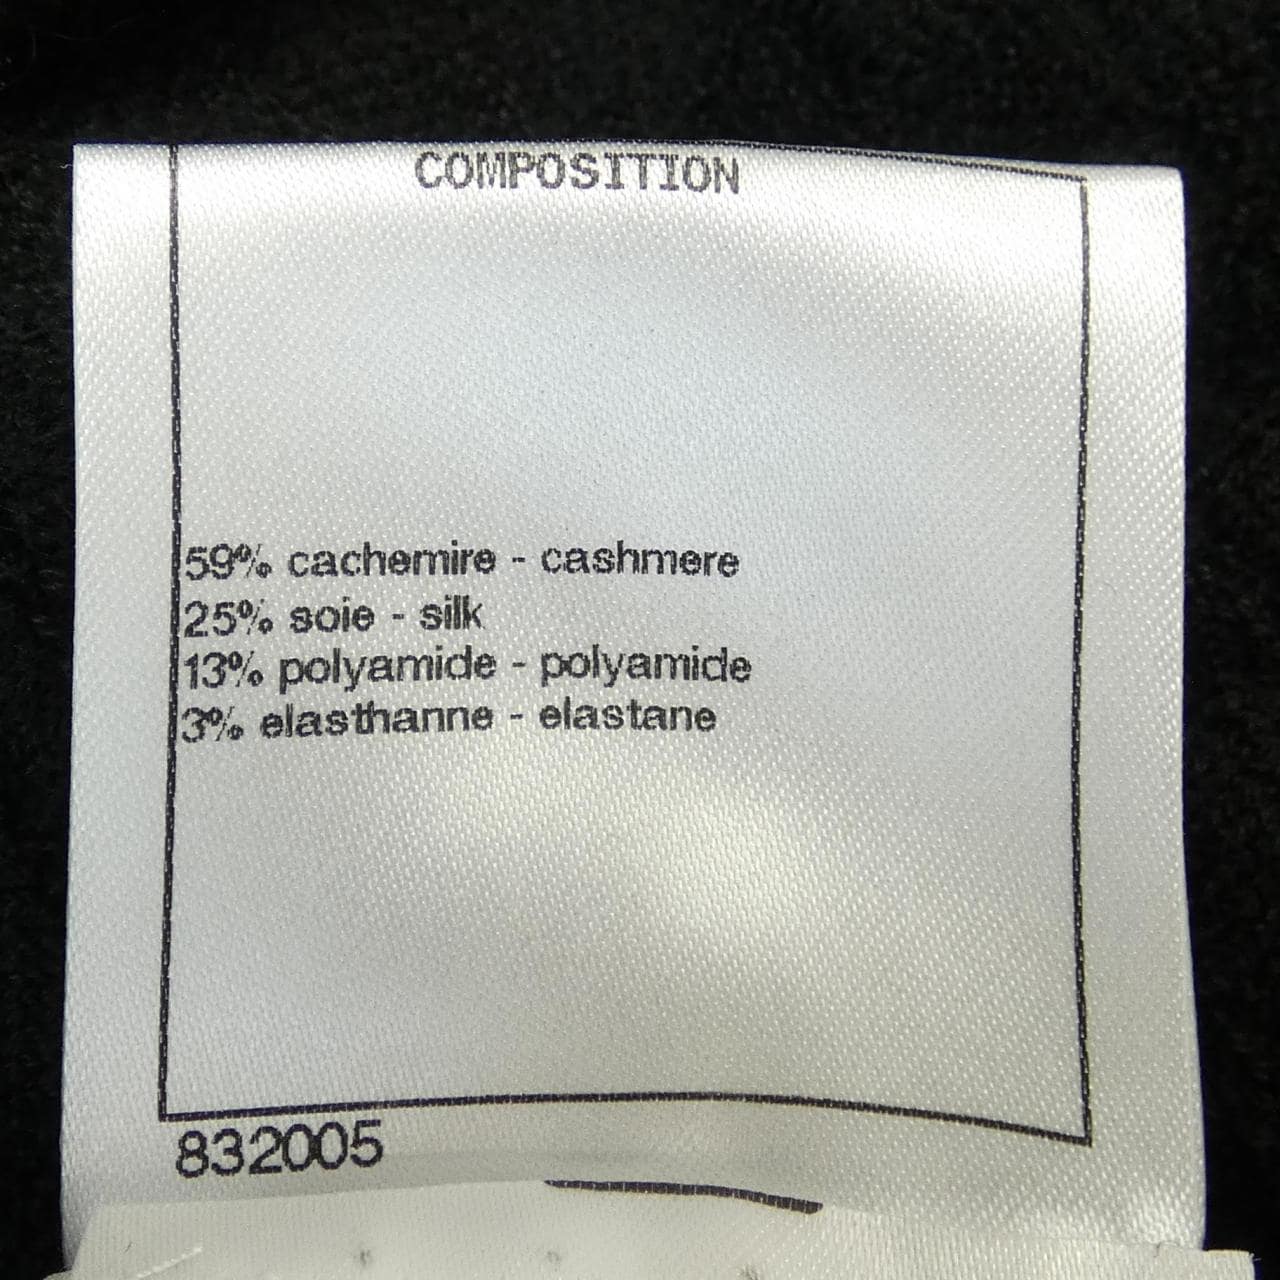 COMPOSITION
59% cachemire - cashmere
25% soie - silk
13% polyamide - polyamide
3% elasthanne - elastane
832005